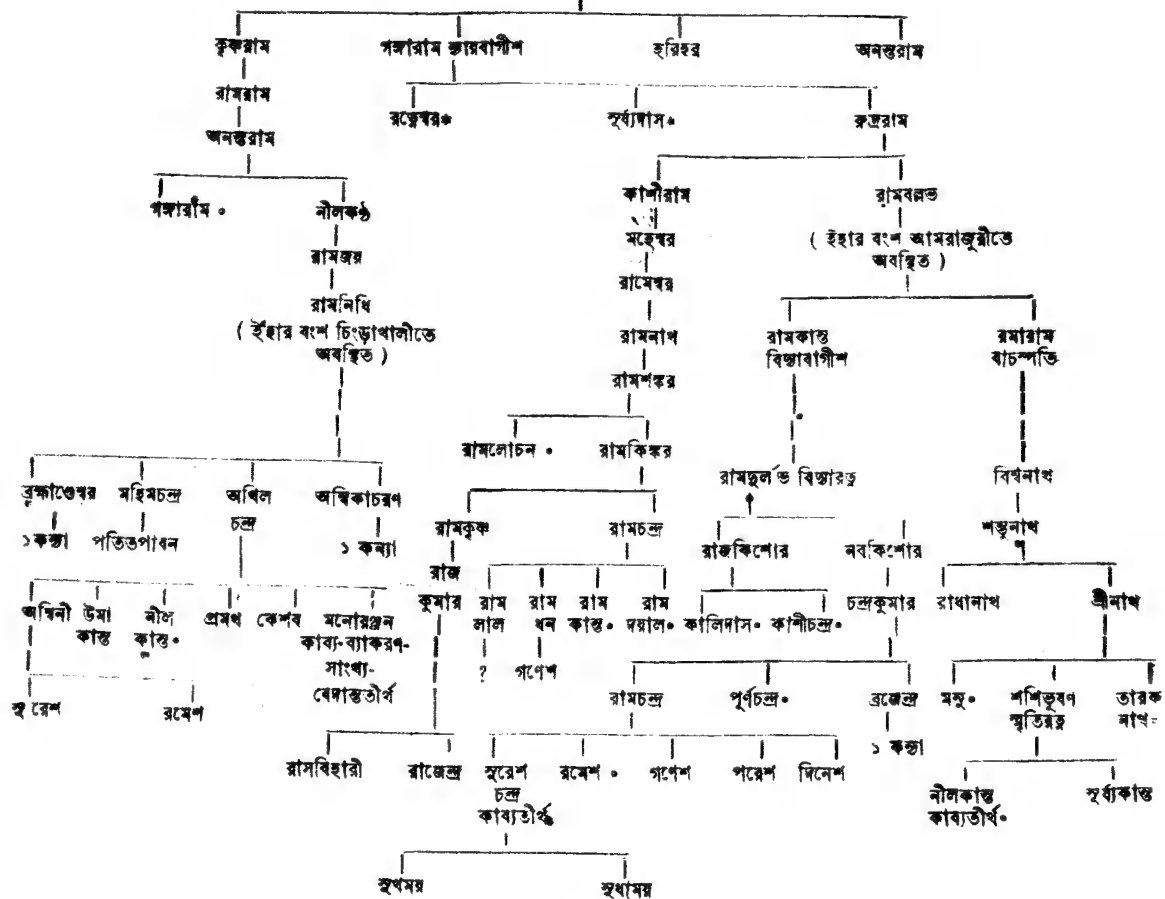 কৃষ্ণরাম গঙ্গারাম ন্যায়বাগীশ হরিহর অনন্তরাম
রামরাম রত্নেশ্বর* সূর্য্যদাস* রুদ্ররাম
অনন্তরাম
গঙ্গারাম * নীলকণ্ঠ কাশীরাম রামবল্লভ
মহেশ্বর ( ইঁহার বংশ আমরাজুরীতে
অবস্থিত )
রামজয় রামেশ্বর
রামনিধি রামনাথ রামকান্ত রমারাম
( ইঁহার বংশ চিংড়াখালীতে বিদ্যাবাগীশ বাচস্পতি
অবস্থিত ) রামশঙ্কর
রামলোচন * রামকিঙ্কর
রামদুর্লভ বিদ্যারত্ন বিশ্বনাথ
ব্রহ্মাণ্ডেশ্বর মহিমচন্দ্র অখিল অম্বিকাচরণ
চন্দ্র রামকৃষ্ণ রামচন্দ্র শম্ভুনাথ
১ কন্যা পতিতপাবন ১ কন্যা রাজকিশোর নবকিশোর
রাজ
অশ্বিনী উমা নীল প্রমথ কেশব মনোরঞ্জন কুমার রাম রাম রাম রাম চন্দ্রকুমার রাধানাথ শ্রীনাথ
কান্ত কান্ত* কাব্য-ব্যাকরণ- লাল ধন কান্ত* দয়াল* কালিদাস* কাশীচন্দ্র*
সাংখ্য- ? গণেশ
বেদান্ততীর্থ
সুরেশ রমেশ রামচন্দ্র পূর্ণচন্দ্র* ব্রজেন্দ্র মনু* শশিভূষণ তারক
স্মৃতিরত্ন নাথ*
১ কন্যা
রাসবিহারী রাজেন্দ্র সুরেশ রমেশ * গণেশ পরেশ দিনেশ
চন্দ্র নীলকান্ত সূর্য্যকান্ত
কাব্যতীর্থ কাব্যতীর্থ*
সুখময় সুধাময়